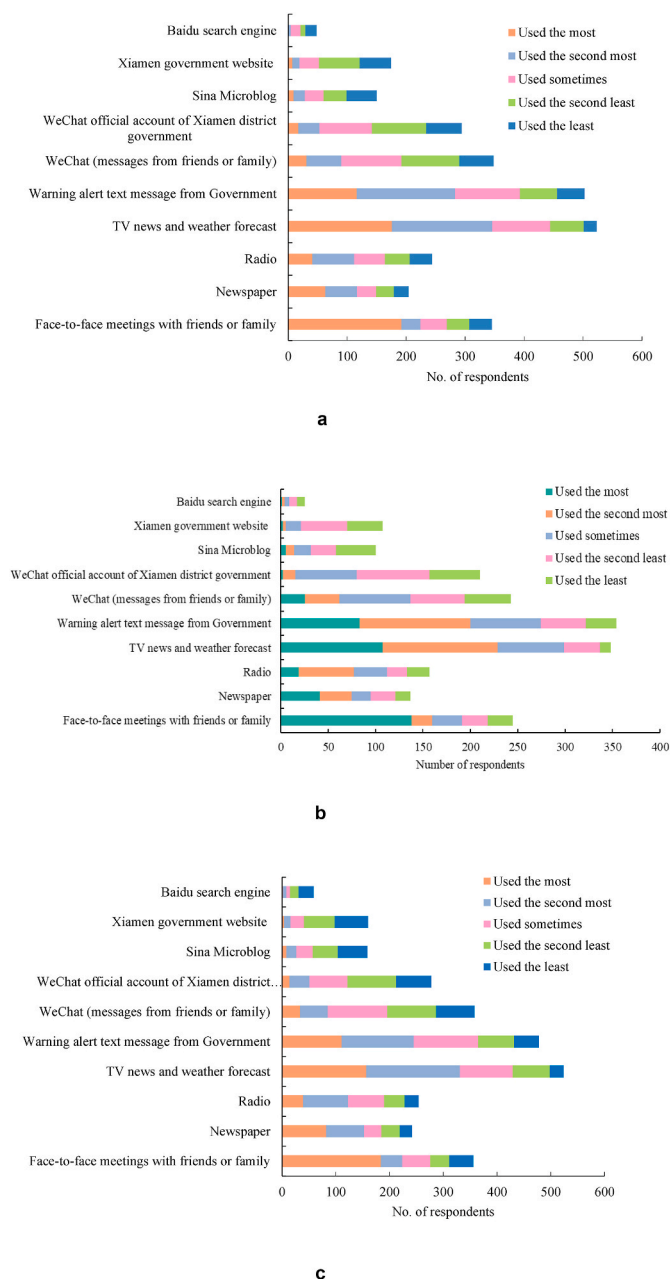 Baidu search engine
Used the most
Used the second most
Xiamen government website
Used sometimes
Sina Microblog
Used the second least
Used the least
WeChat official account of Xiamen district
government
WeChat (messages from friends or family)
Warning alert text message from Government
TV news and weather forecast
Radio
Newspaper
Face-to-face meetings with friends or family
0 100 200 300 400 500 600
No. of respondents
a
Baidu search engine
Used the most
Xiamen government website
Used the second most
Used sometimes
Sina Microblog
Used the second least
WeChat official account of Xiamen district government
Used the least
WeChat (messages from friends or family)
Warning alert text message from Government
TV news and weather forecast
Radio
Newspaper
Face-to-face meetings with friends or family
0 50 100 150 200 250 300 350 400
Number of respondents
b
Used the most
Baidu search engine
Used the second most
Xiamen government website
Used sometimes
Used the second least
Sina Microblog
Used the least
WeChat official account of Xiamen district…
WeChat (messages from friends or family)
Warning alert text message from Government
TV news and weather forecast
Radio
Newspaper
Face-to-face meetings with friends or family
0 100 200 300 400 500 600
No. of respondents
c